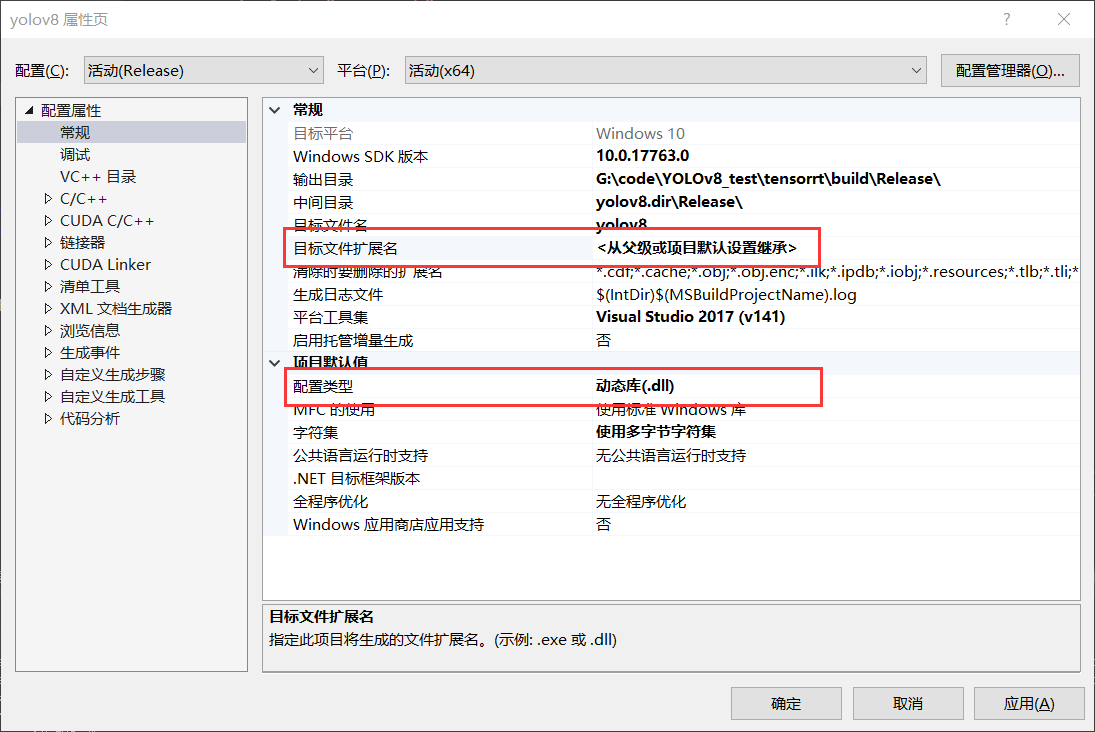 yolov8 属性页
配置(C): 活动(Release) 平台(P): 活动(x64) 配置管理器(O)...
配置属性
常规
调试
VC++ 目录
C/C++
CUDA C/C++
链接器
CUDA Linker
清单工具
XML 文档生成器
浏览信息
生成事件
自定义生成步骤
自定义生成工具
代码分析
常规
目标平台 Windows 10
Windows SDK 版本 10.0.17763.0
输出目录 G:\code\YOLOv8_test\tensorrt\build\Release\
中间目录 yolov8.dir\Release\
目标文件名 yolov8
目标文件扩展名 <从父级或项目默认设置继承>
清除时要删除的扩展名 *.cdf;*.cache;*.obj;*.obj.enc;*.ilk;*.ipdb;*.iobj;*.resources;*.tlb;*.tli;*
生成日志文件 $(IntDir)$(MSBuildProjectName).log
平台工具集 Visual Studio 2017 (v141)
启用托管增量生成 否
项目默认值
配置类型 动态库(.dll)
MFC 的使用 使用标准 Windows 库
字符集 使用多字节字符集
公共语言运行时支持 无公共语言运行时支持
.NET 目标框架版本
全程序优化 无全程序优化
Windows 应用商店应用支持 否
目标文件扩展名
指定此项目将生成的文件扩展名。(示例: .exe 或 .dll)
确定 取消 应用(A)